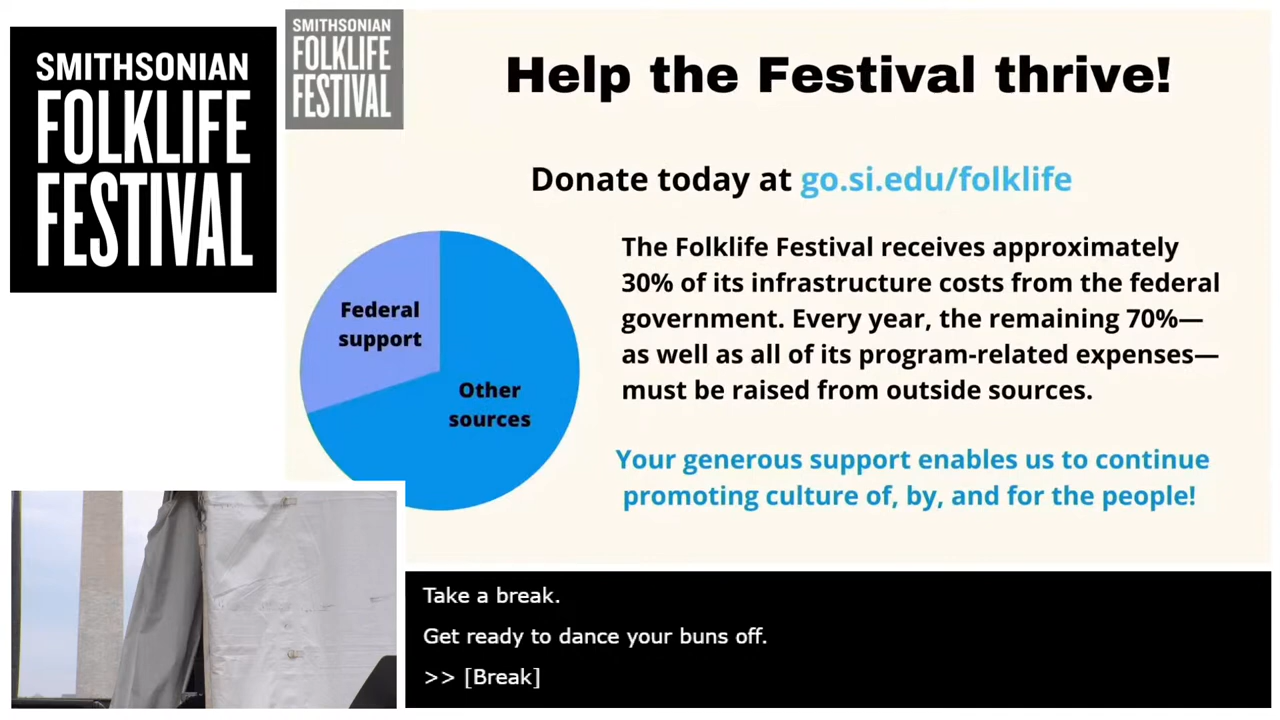 SMITHSONIAN
FOLKLIFE
FESTIVAL
SMITHSONIAN
FOLKLIFE
FESTIVAL
Help the Festival thrive!
Donate today at go.si.edu/folklife
Federal
support
Other
sources
The Folklife Festival receives approximately
30% of its infrastructure costs from the federal
government. Every year, the remaining 70%—
as well as all of its program-related expenses—
must be raised from outside sources.
Your generous support enables us to continue
promoting culture of, by, and for the people!
Take a break.
Get ready to dance your buns off.
>> [Break]